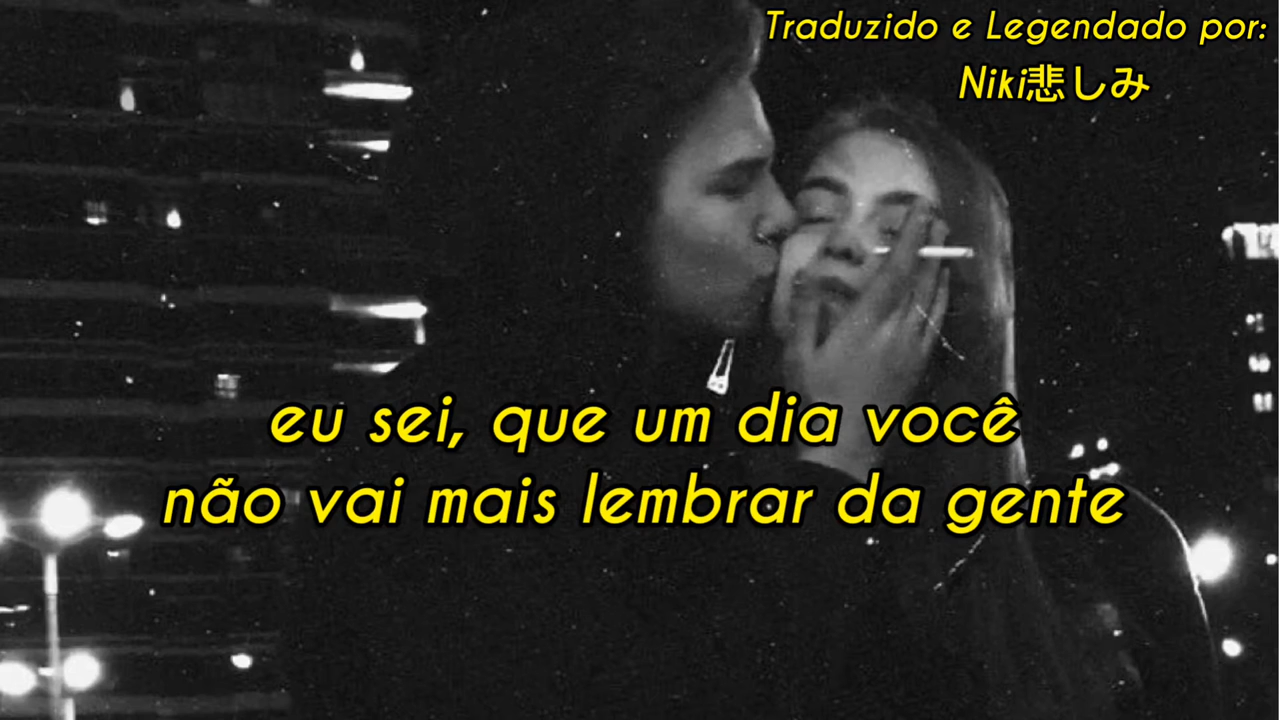 Traduzido e Legendado por:
Niki悲しみ
eu sei, que um dia você
não vai mais lembrar da gente